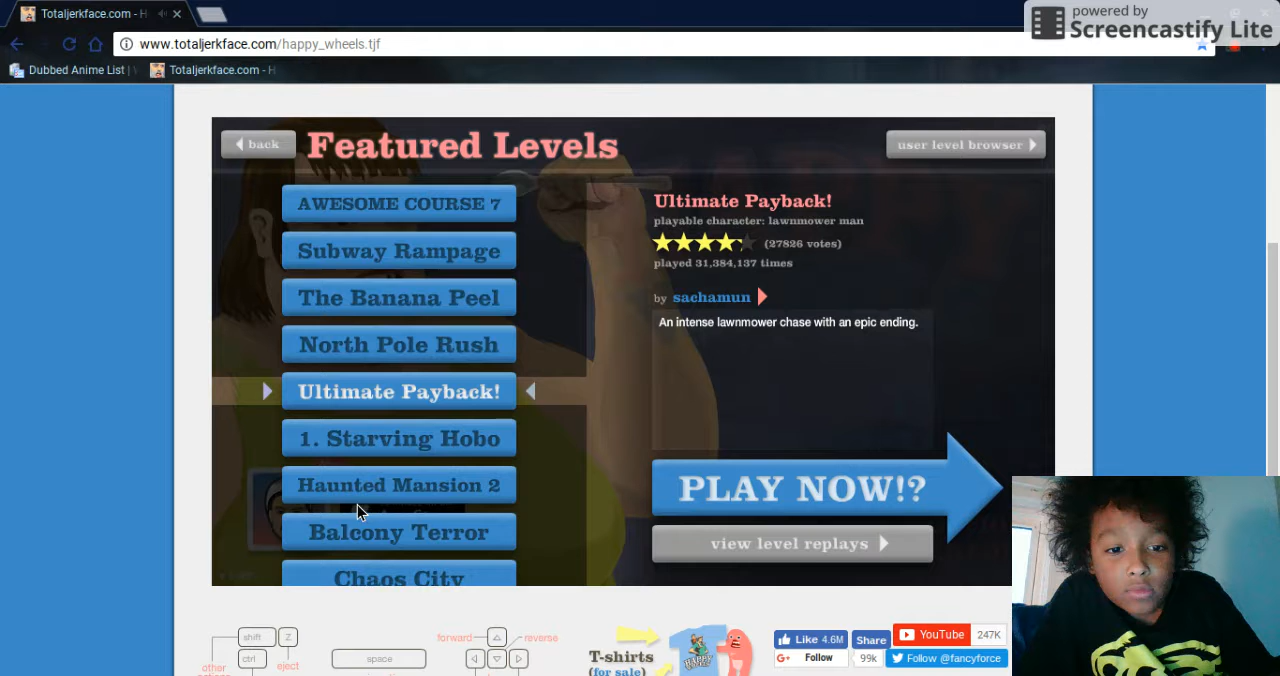 Totaljerkface.com - H
powered by
Screencastify Lite
www.totaljerkface.com/happy_wheels.tjf
Dubbed Anime List |
Totaljerkface.com - H
back
Featured Levels
user level browser
AWESOME COURSE 7
Subway Rampage
The Banana Peel
North Pole Rush
Ultimate Payback!
1. Starving Hobo
Haunted Mansion 2
Balcony Terror
Chaos City
Ultimate Payback!
playable character: lawnmower man
(27826 votes)
played 31,384,137 times
by sachamun
An intense lawnmower chase with an epic ending.
PLAY NOW!?
view level replays
shift
Z
ctrl
eject
other
space
forward
reverse
T-shirts
(for sale)
HAPPY
Like 4.6M
Share
YouTube 247K
G+ Follow
99k
Follow @fancyforce